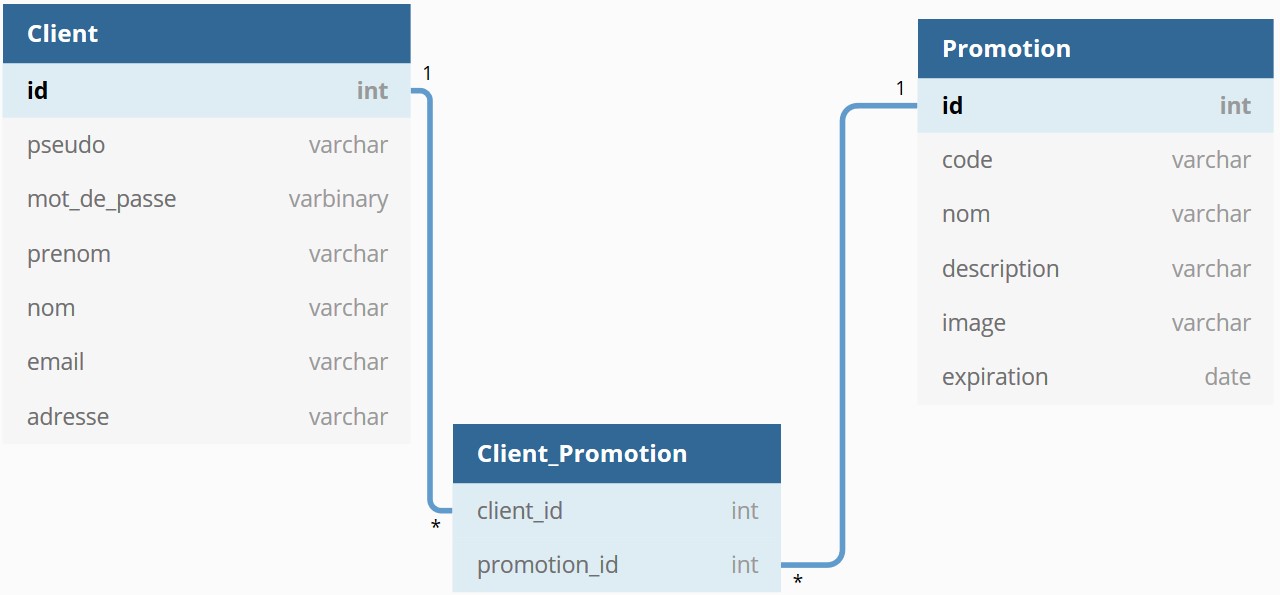 Client
id int
pseudo varchar
mot_de_passe varbinary
prenom varchar
nom varchar
email varchar
adresse varchar
1
*
Client_Promotion
client_id int
promotion_id int
*
1
Promotion
id int
code varchar
nom varchar
description varchar
image varchar
expiration date